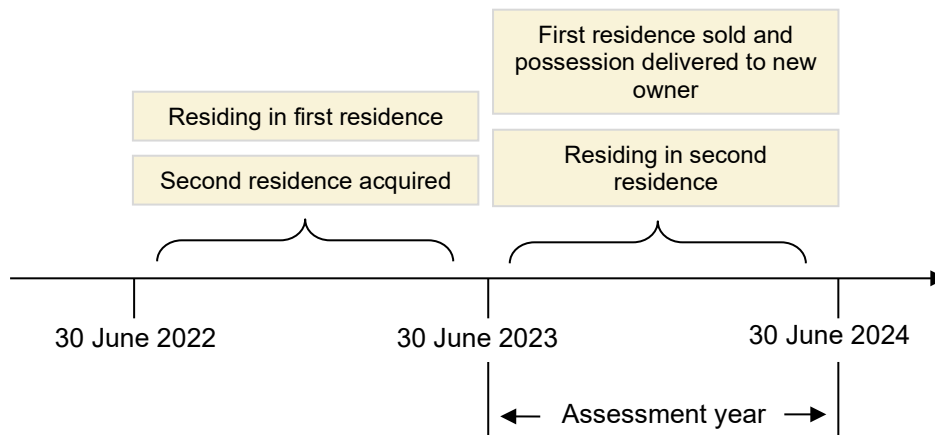 Residing in first residence
Second residence acquired
First residence sold and
possession delivered to new
owner
Residing in second
residence
30 June 2022
30 June 2023
30 June 2024
Assessment year